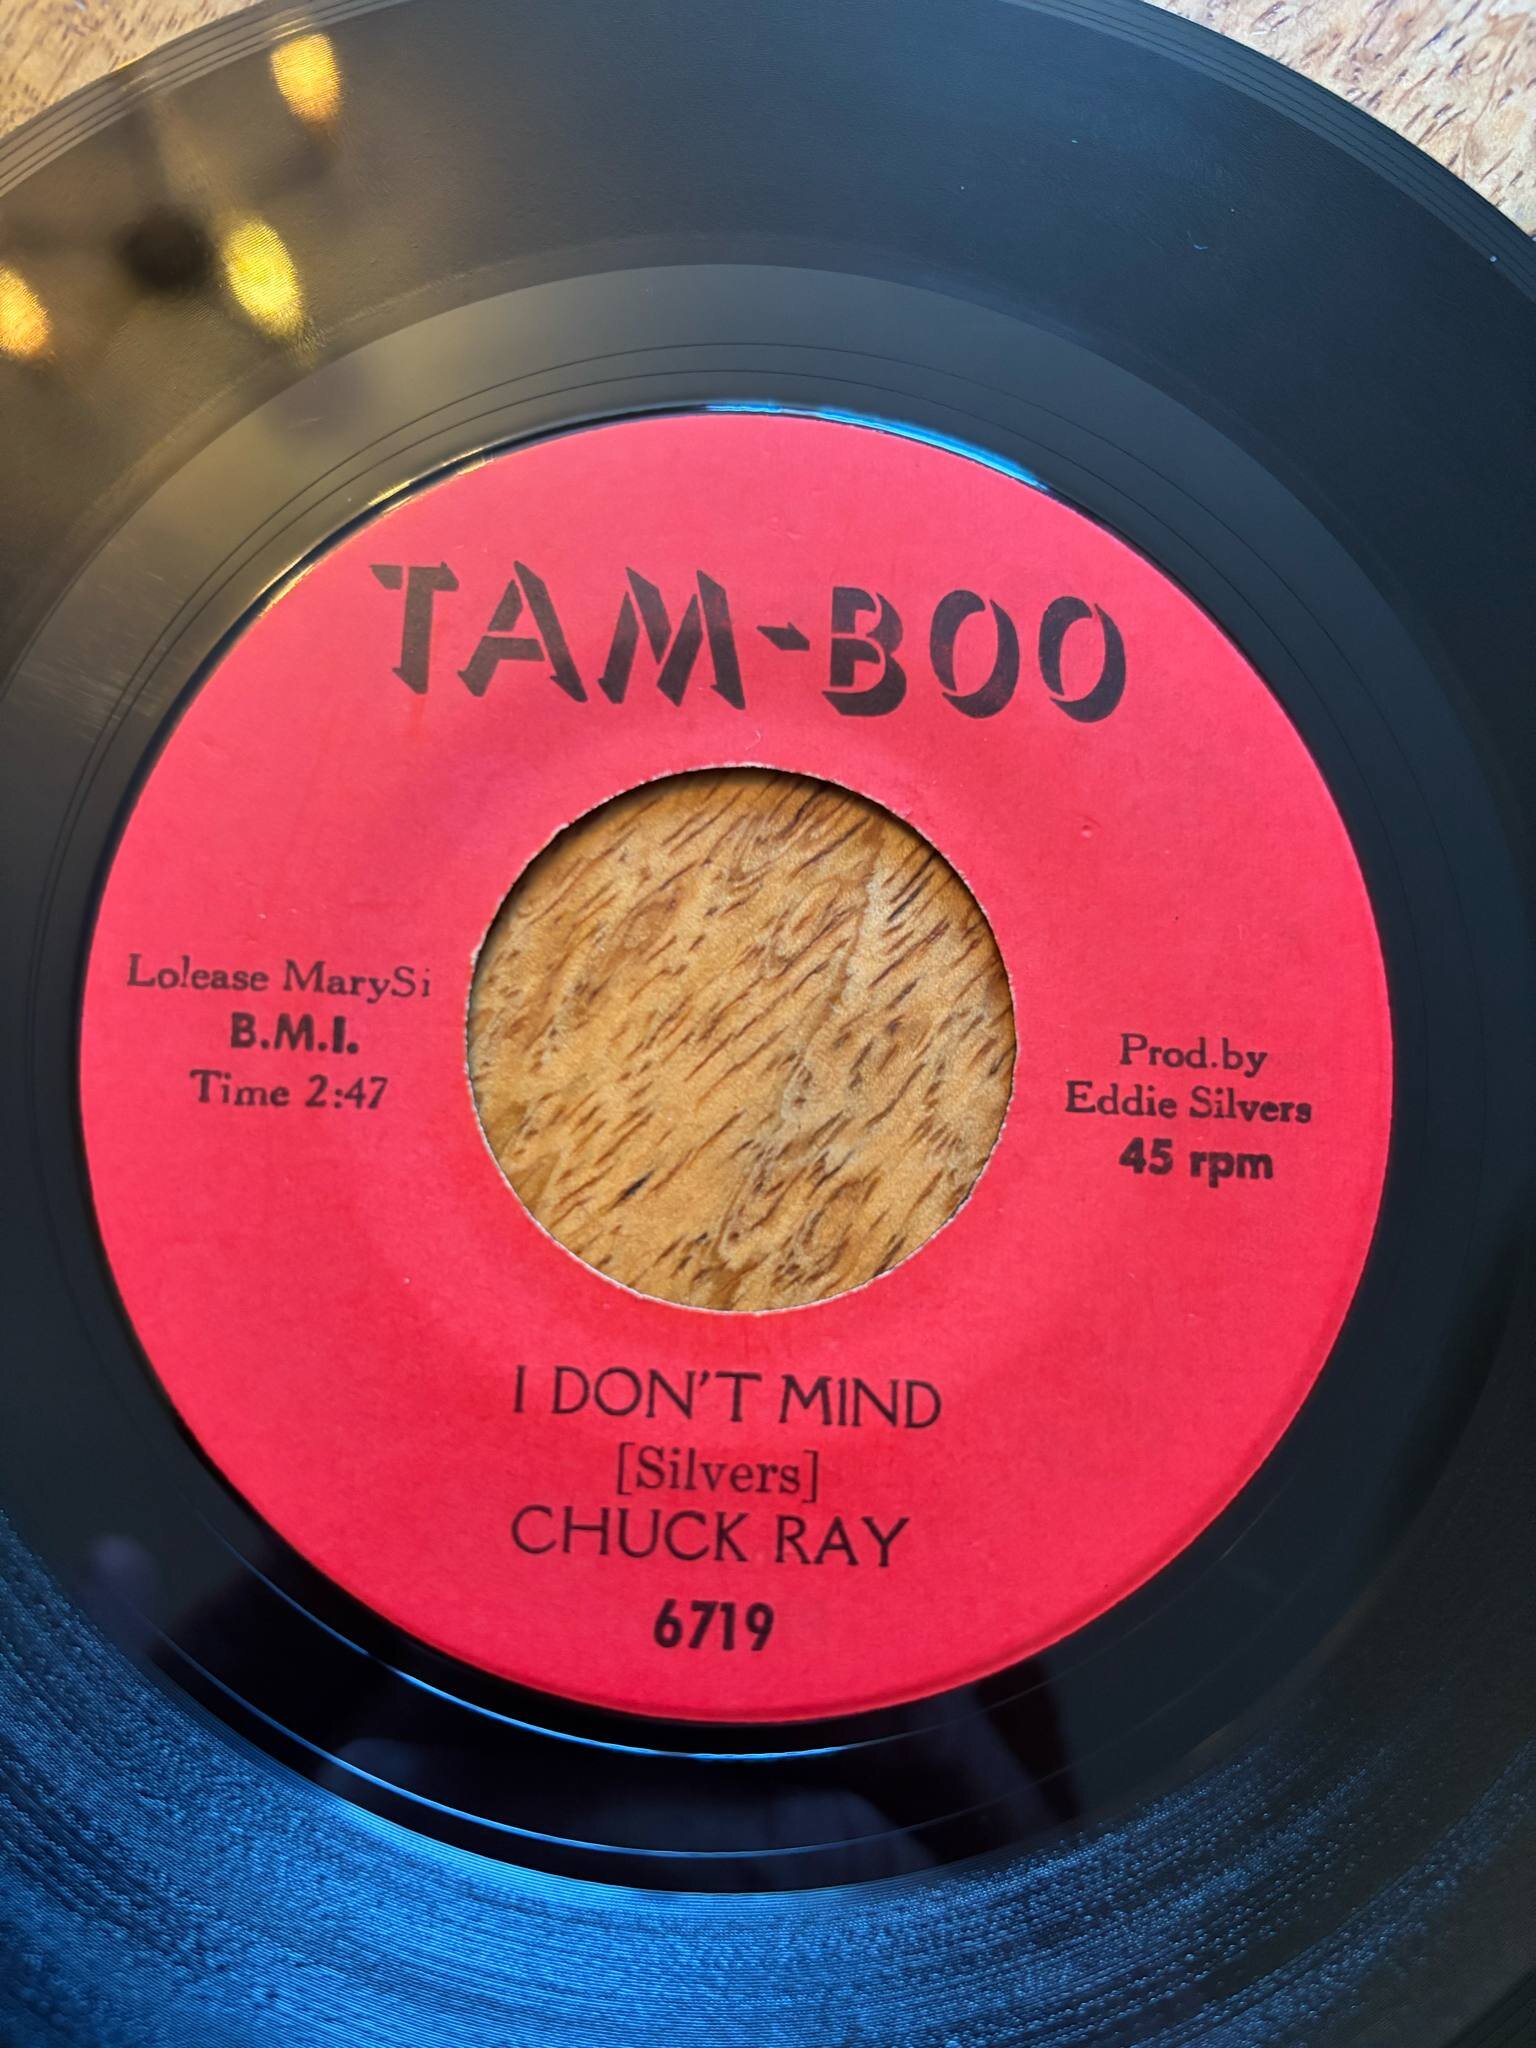 TAM-BOO
Lolease MarySi
B.M.I.
Time 2:47
Prod.by
Eddie Silvers
45 rpm
I DON'T MIND
[Silvers]
CHUCK RAY
6719